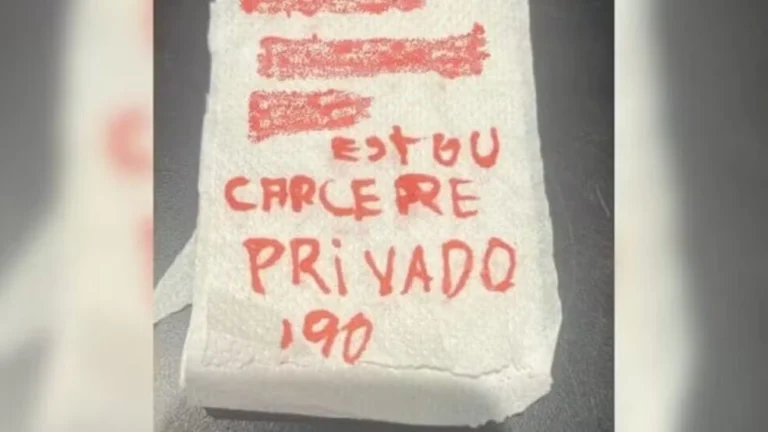 ESTOU
CARCERE
PRIVADO
190